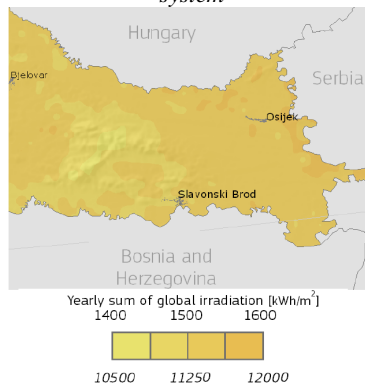 system
Hungary
Serbia
Bjelovar
Osijek
Slavonski Brod
Bosnia and
Herzegovina
Yearly sum of global irradiation [kWh/m²]
1400 1500 1600
10500 11250 12000